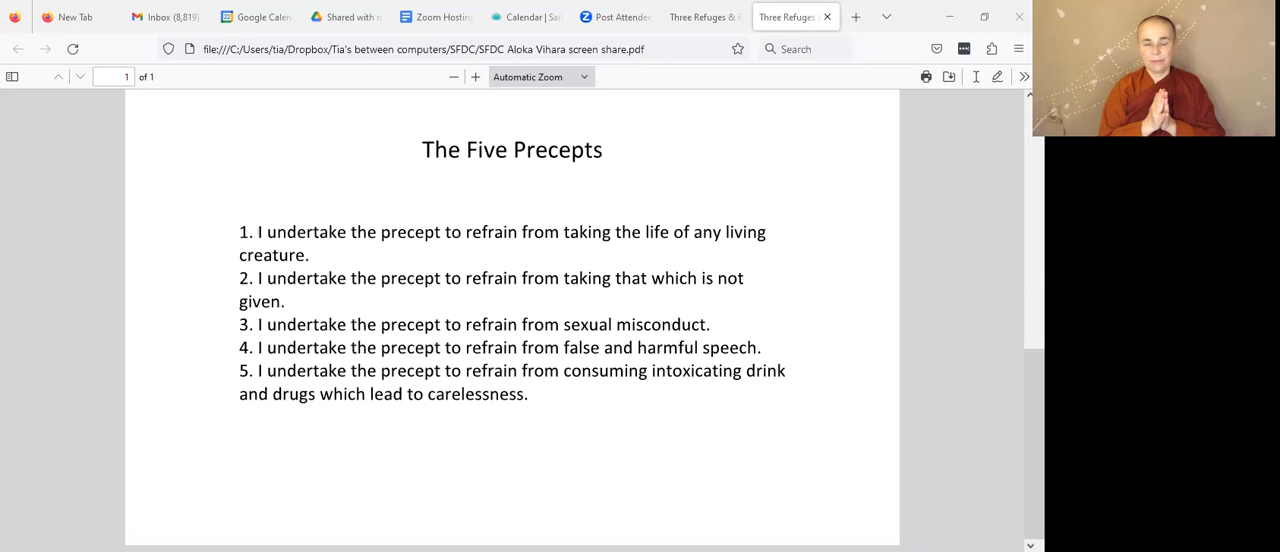 New Tab
Inbox (8,819)
Google Calen
Shared with
Zoom Hosting
Calendar | Sat
Post Attendee
Three Refuges &
Three Refuges
file:///C:/Users/tia/Dropbox/Tia's between computers/SFDC/SFDC Aloka Vihara screen share.pdf
Search
1 of 1
Automatic Zoom
The Five Precepts
1. I undertake the precept to refrain from taking the life of any living
creature.
2. I undertake the precept to refrain from taking that which is not
given.
3. I undertake the precept to refrain from sexual misconduct.
4. I undertake the precept to refrain from false and harmful speech.
5. I undertake the precept to refrain from consuming intoxicating drink
and drugs which lead to carelessness.